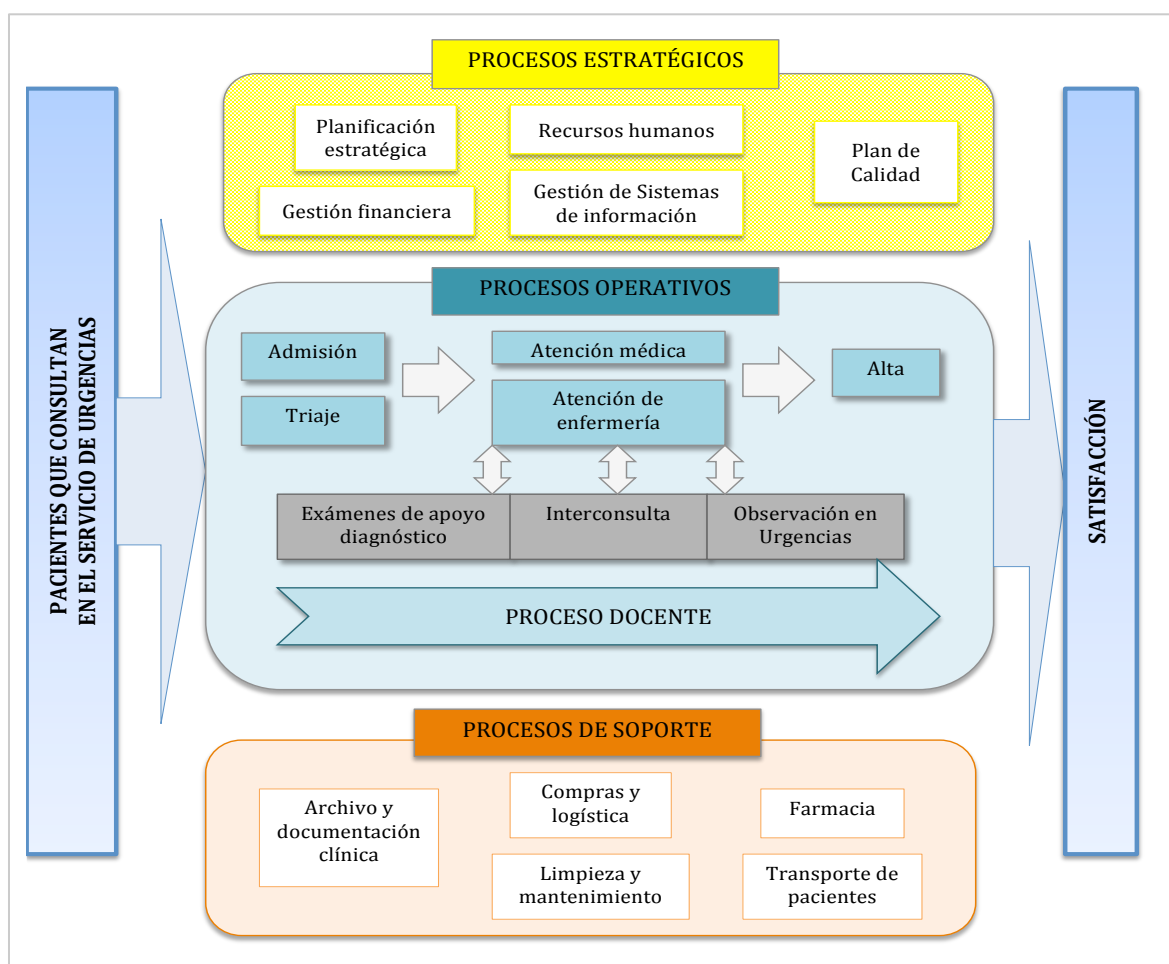 PROCESOS ESTRATÉGICOS
Planificación
estratégica
Recursos humanos
Plan de
Calidad
Gestión financiera
Gestión de Sistemas
de información
PACIENTES QUE CONSULTAN
EN EL SERVICIO DE URGENCIAS
PROCESOS OPERATIVOS
Admisión
Triaje
Atención médica
Atención de
enfermería
Alta
Exámenes de apoyo
diagnóstico
Interconsulta
Observación en
Urgencias
PROCESO DOCENTE
SATISFACCIÓN
PROCESOS DE SOPORTE
Archivo y
documentación
clínica
Compras y
logística
Farmacia
Limpieza y
mantenimiento
Transporte de
pacientes